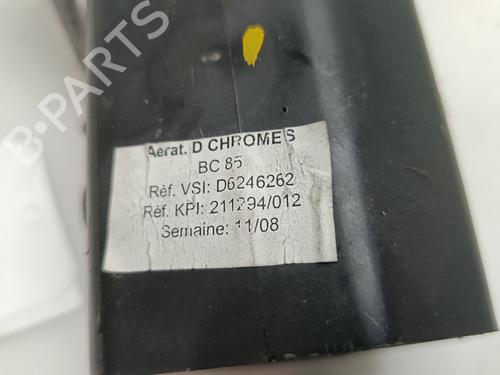 B-PARTS
Aerat. D CHROMES
BC 85
Réf. VSI: D6246262
Réf. KPI: 211294/012
Semaine: 11/08